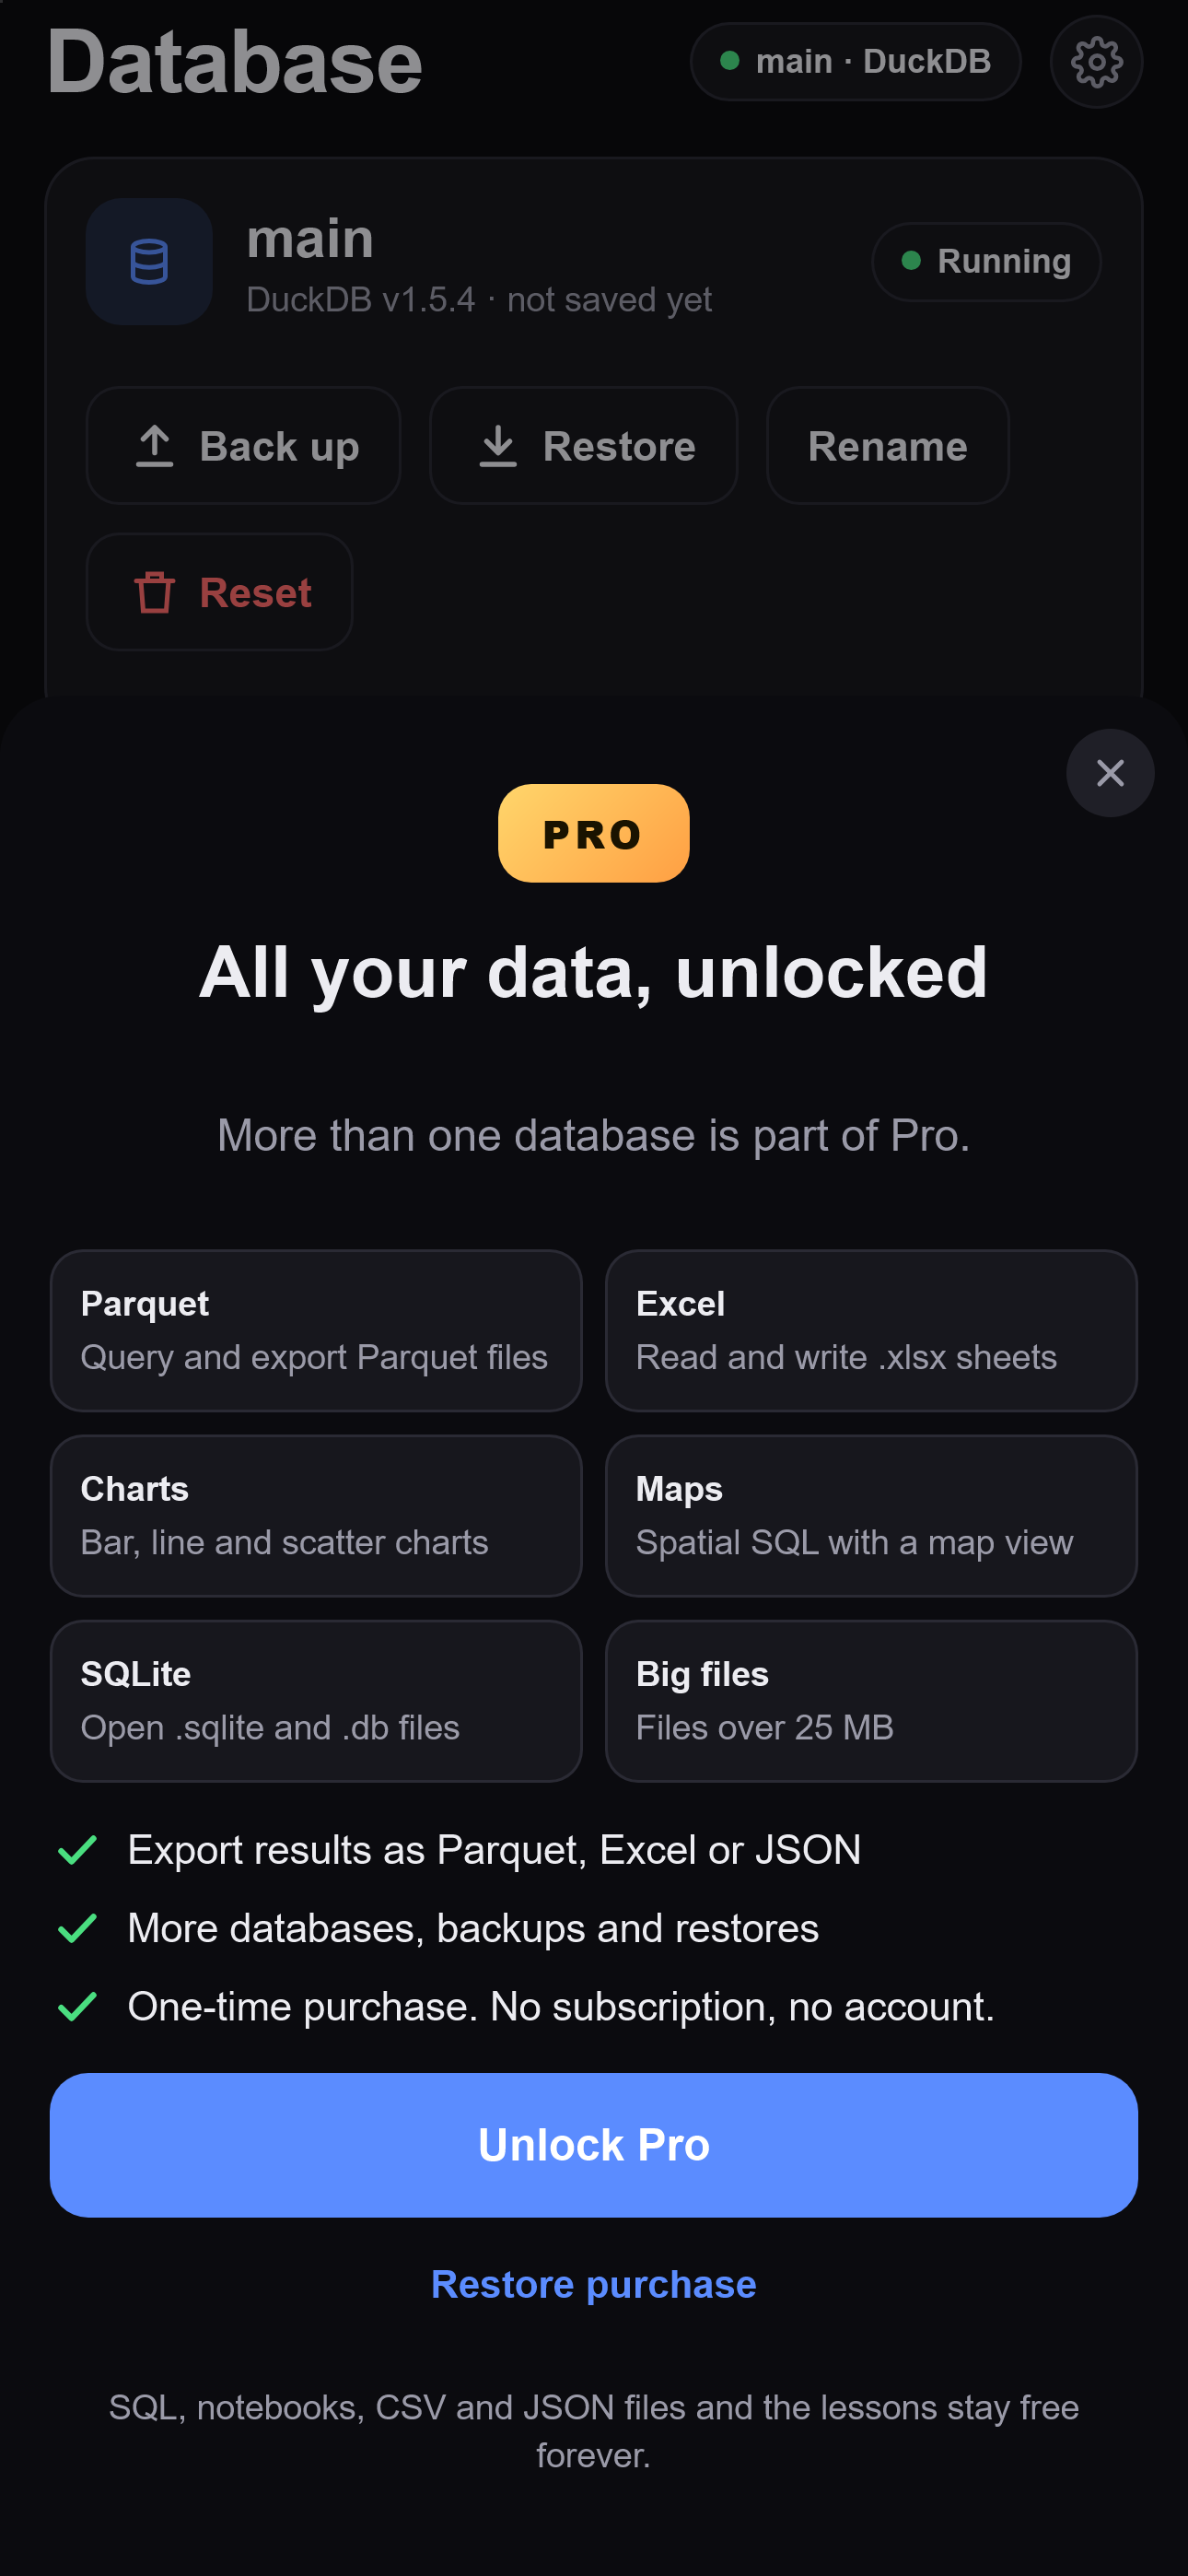 Database
main · DuckDB
main
DuckDB v1.5.4 · not saved yet
Running
Back up
Restore
Rename
Reset
PRO
All your data, unlocked
More than one database is part of Pro.
Parquet
Query and export Parquet files
Excel
Read and write .xlsx sheets
Charts
Bar, line and scatter charts
Maps
Spatial SQL with a map view
SQLite
Open .sqlite and .db files
Big files
Files over 25 MB
Export results as Parquet, Excel or JSON
More databases, backups and restores
One-time purchase. No subscription, no account.
Unlock Pro
Restore purchase
SQL, notebooks, CSV and JSON files and the lessons stay free
forever.